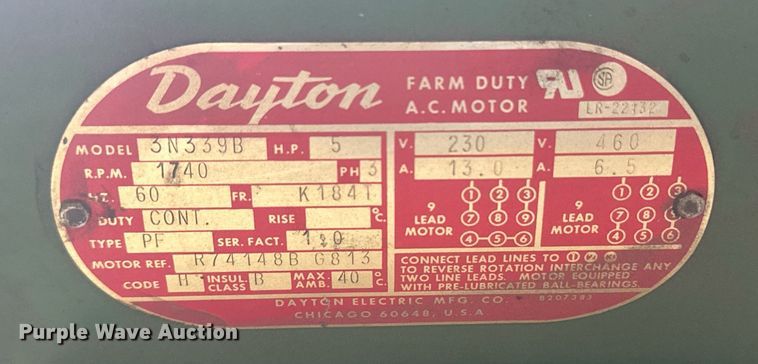 Dayton FARM DUTY A.C. MOTOR
LR-22132
MODEL 3N339B H.P. 5
R.P.M. 1740 PH 3
HZ. 60 FR. K184T
DUTY CONT. RISE °C.
TYPE PF SER. FACT. 1.0
MOTOR REF. R74148B G813
CODE H INSUL. CLASS B MAX. AMB. 40 °C.
V. 230 V. 460
A. 13.0 A. 6.5
9 LEAD MOTOR
1 2 3
7 8 9
4-5-6
9 LEAD MOTOR
1 2 3
7 8 9
4 5 6
CONNECT LEAD LINES TO 1 2 3
TO REVERSE ROTATION INTERCHANGE ANY
TWO LINE LEADS. MOTOR EQUIPPED
WITH PRE-LUBRICATED BALL-BEARINGS.
DAYTON ELECTRIC MFG. CO. B207383
CHICAGO 60648, U.S.A.
Purple Wave Auction